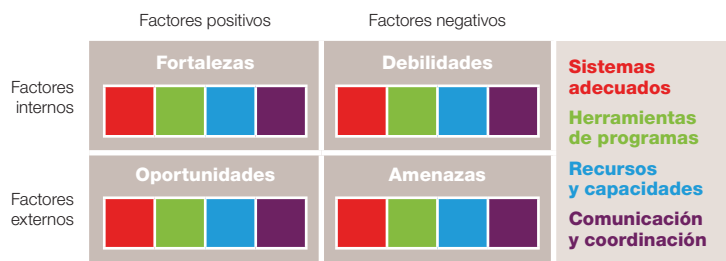 Factores positivos
Factores negativos
Factores
internos
Fortalezas
Debilidades
Factores
externos
Oportunidades
Amenazas
Sistemas
adecuados
Herramientas
de programas
Recursos
y capacidades
Comunicación
y coordinación